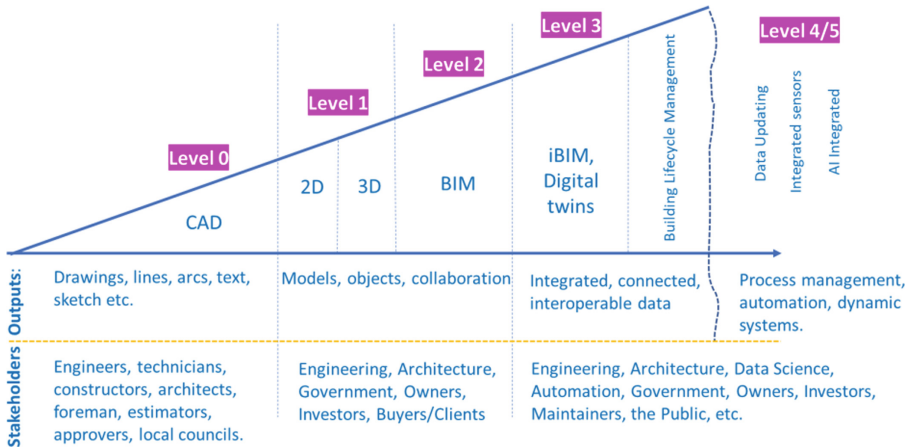 Level 0
Level 1
Level 2
Level 3
Level 4/5
CAD
2D
3D
BIM
iBIM,
Digital
twins
Building Lifecycle Management
Data Updating
Integrated sensors
AI Integrated
Outputs:
Drawings, lines, arcs, text,
sketch etc.
Models, objects, collaboration
Integrated, connected,
interoperable data
Process management,
automation, dynamic
systems.
Stakeholders
Engineers, technicians,
constructors, architects,
foreman, estimators,
approvers, local councils.
Engineering, Architecture,
Government, Owners,
Investors, Buyers/Clients
Engineering, Architecture, Data Science,
Automation, Government, Owners, Investors,
Maintainers, the Public, etc.